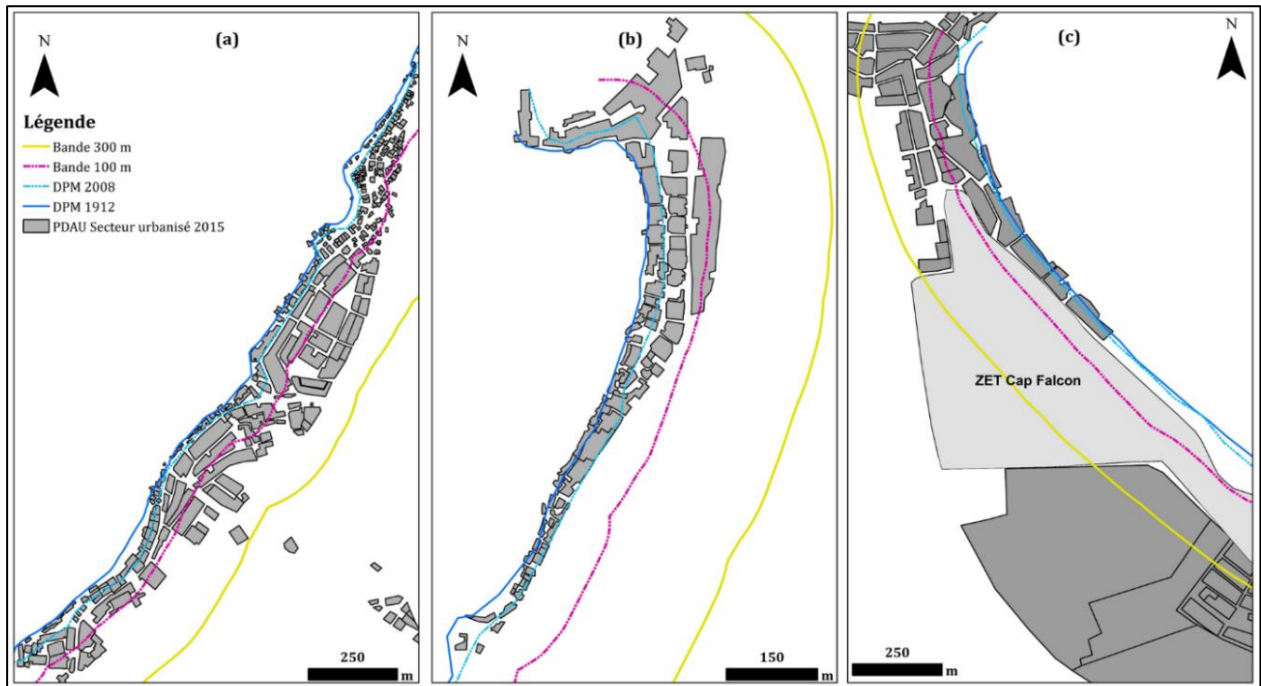 (a)
N
Légende
Bande 300 m
Bande 100 m
DPM 2008
DPM 1912
PDAU Secteur urbanisé 2015
250
m
(b)
N
150
m
(c)
N
ZET Cap Falcon
250
m